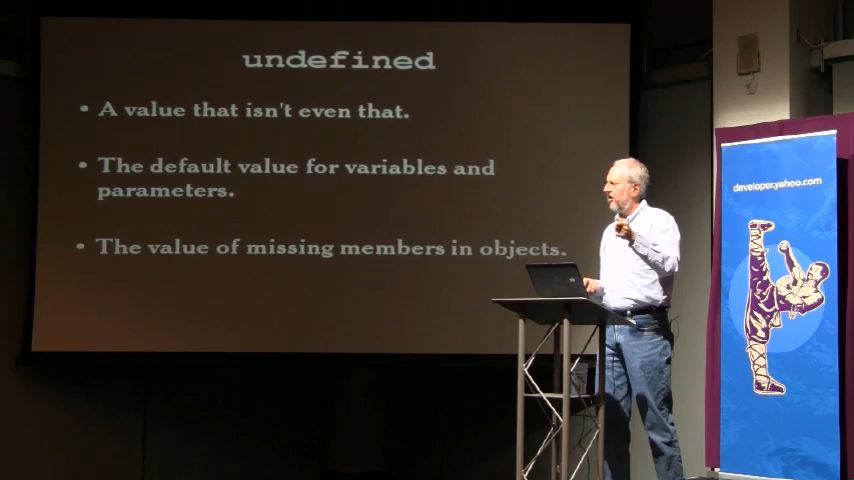 undefined
• A value that isn't even that.
• The default value for variables and
parameters.
• The value of missing members in objects.
developer.yahoo.com